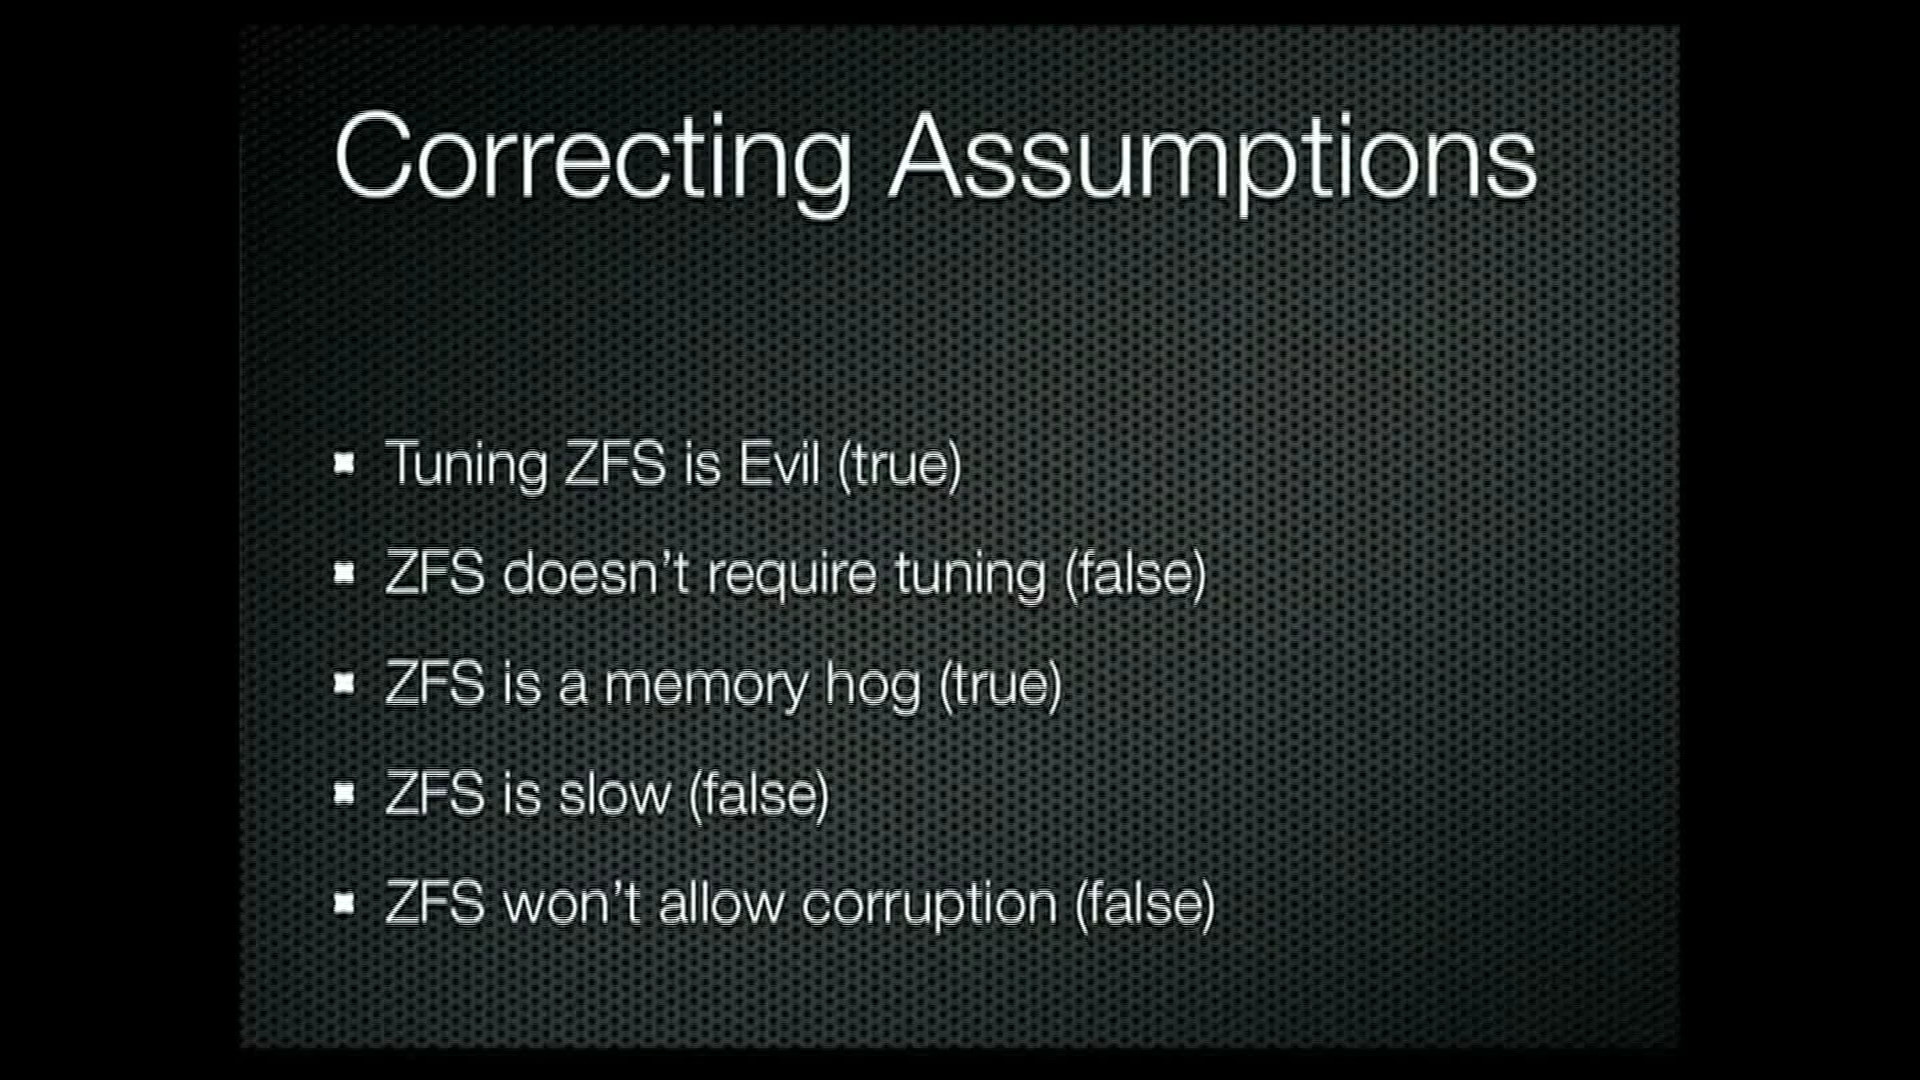 Correcting Assumptions
Tuning ZFS is Evil (true)
ZFS doesn’t require tuning (false)
ZFS is a memory hog (true)
ZFS is slow (false)
ZFS won’t allow corruption (false)